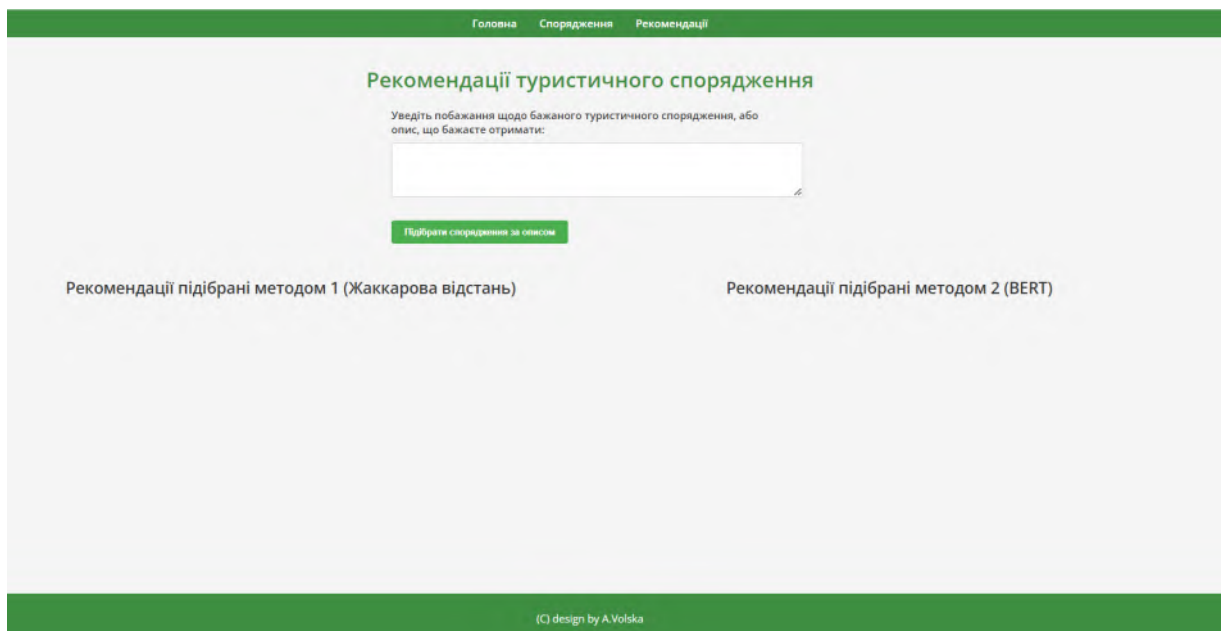 Головна Спорядження Рекомендації
Рекомендації туристичного спорядження
Уведіть побажання щодо бажаного туристичного спорядження, або
опис, що бажаєте отримати:
Підібрати спорядження за описом
Рекомендації підібрані методом 1 (Жаккарова відстань)
Рекомендації підібрані методом 2 (BERT)
(C) design by A.Volska